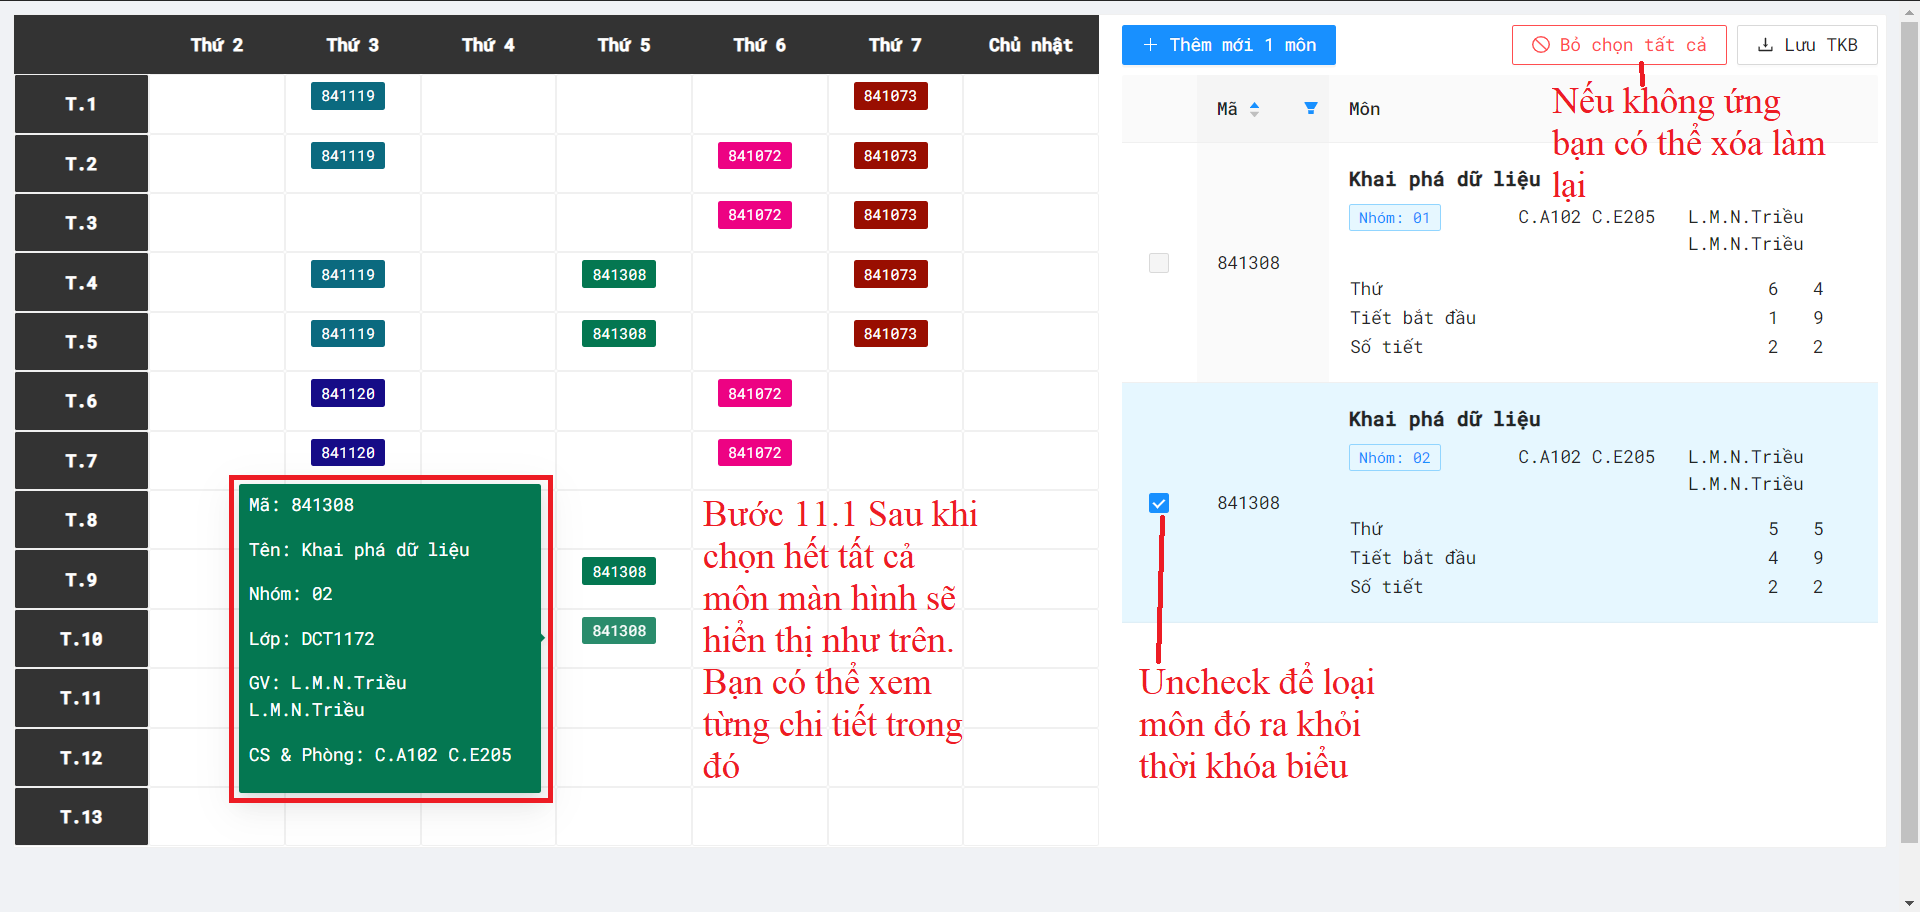 Thứ 2 Thứ 3 Thứ 4 Thứ 5 Thứ 6 Thứ 7 Chủ nhật
T.1 841119 841073
T.2 841119 841072 841073
T.3 841072 841073
T.4 841119 841308 841073
T.5 841119 841308 841073
T.6 841120 841072
T.7 841120 841072
T.8
T.9 841308
T.10 841308
T.11
T.12
T.13
Mã: 841308
Tên: Khai phá dữ liệu
Nhóm: 02
Lớp: DCT1172
GV: L.M.N.Triều
L.M.N.Triều
CS & Phòng: C.A102 C.E205
Bước 11.1 Sau khi
chọn hết tất cả
môn màn hình sẽ
hiển thị như trên.
Bạn có thể xem
từng chi tiết trong
đó
Thêm mới 1 môn Bỏ chọn tất cả Lưu TKB
Nếu không ứng
bạn có thể xóa làm
lại
Mã Môn
Khai phá dữ liệu
Nhóm: 01 C.A102 C.E205 L.M.N.Triều
L.M.N.Triều
841308
Thứ 6 4
Tiết bắt đầu 1 9
Số tiết 2 2
Khai phá dữ liệu
Nhóm: 02 C.A102 C.E205 L.M.N.Triều
L.M.N.Triều
841308
Thứ 5 5
Tiết bắt đầu 4 9
Số tiết 2 2
Uncheck để loại
môn đó ra khỏi
thời khóa biểu